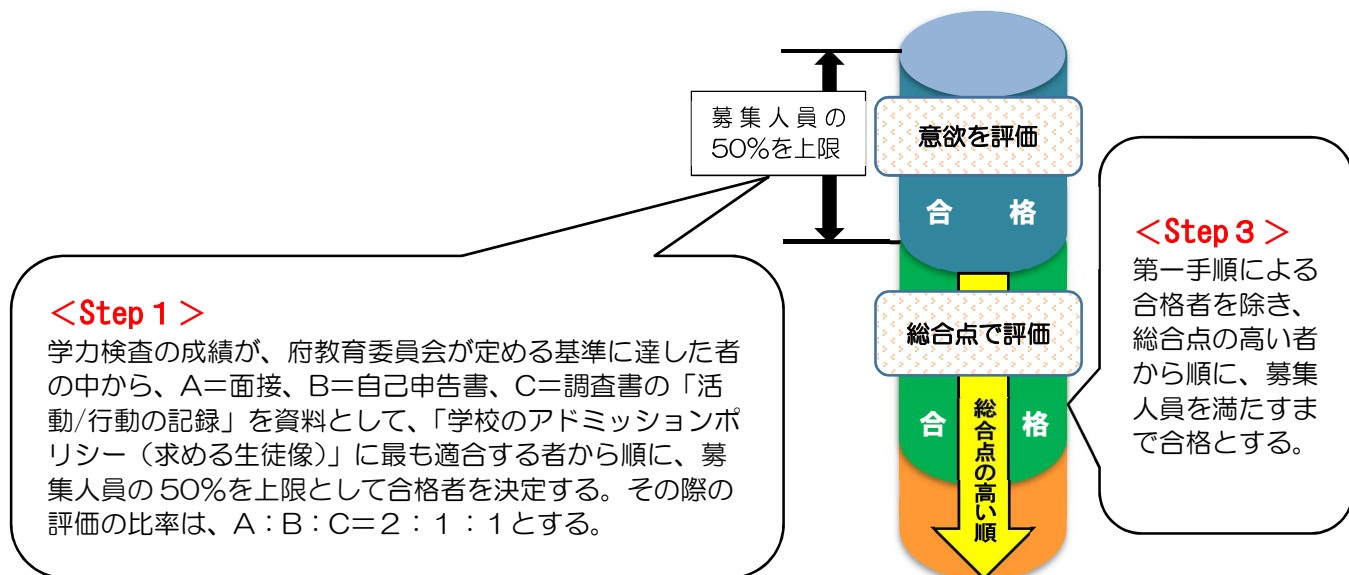 募集人員の
50%を上限
意欲を評価
合 格
<Step 1>
学力検査の成績が、府教育委員会が定める基準に達した者
の中から、A＝面接、B＝自己申告書、C＝調査書の「活
動/行動の記録」を資料として、「学校のアドミッションポ
リシー（求める生徒像）」に最も適合する者から順に、募
集人員の 50%を上限として合格者を決定する。その際の
評価の比率は、A：B：C＝2：1：1とする。
総合点で評価
合 格
総合点の高い順
<Step 3>
第一手順による
合格者を除き、
総合点の高い者
から順に、募集
人員を満たすま
で合格とする。